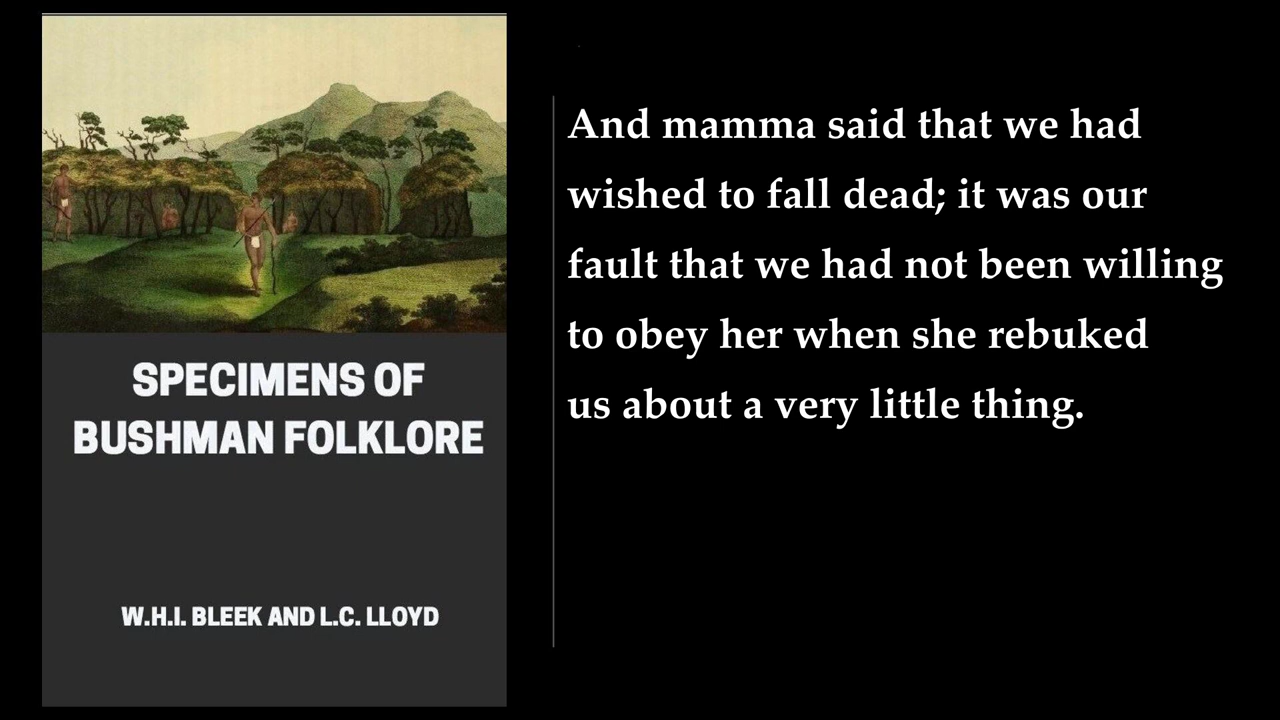 SPECIMENS OF
BUSHMAN FOLKLORE
W.H.I. BLEEK AND L.C. LLOYD
And mamma said that we had
wished to fall dead; it was our
fault that we had not been willing
to obey her when she rebuked
us about a very little thing.